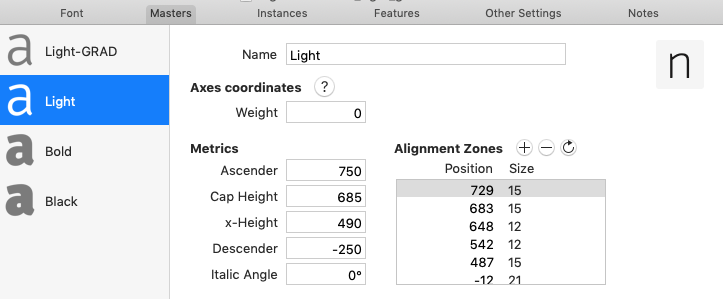 Font Masters Instances Features Other Settings Notes
a Light-GRAD
a Light
a Bold
a Black
Name Light
n
Axes coordinates ?
Weight 0
Metrics
Ascender 750
Cap Height 685
x-Height 490
Descender -250
Italic Angle 0°
Alignment Zones
Position Size
729 15
683 15
648 12
542 12
487 15
-12 21